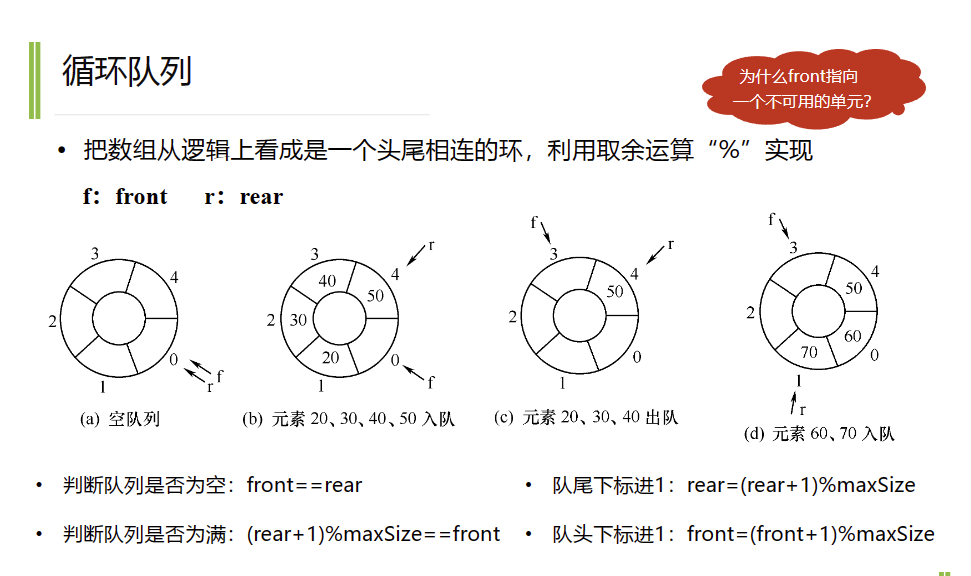 循环队列
为什么front指向
一个不可用的单元?
• 把数组从逻辑上看成是一个头尾相连的环，利用取余运算“%”实现
f：front r：rear
3
4
2
0
1
f
r
(a) 空队列
3
r
4
40
50
2
30
20
0
1
f
(b) 元素 20、30、40、50 入队
f
r
3
4
50
2
0
1
(c) 元素 20、30、40 出队
f
3
4
50
2
60
70
0
1
r
(d) 元素 60、70 入队
• 判断队列是否为空：front==rear
• 判断队列是否为满：(rear+1)%maxSize==front
• 队尾下标进1：rear=(rear+1)%maxSize
• 队头下标进1：front=(front+1)%maxSize